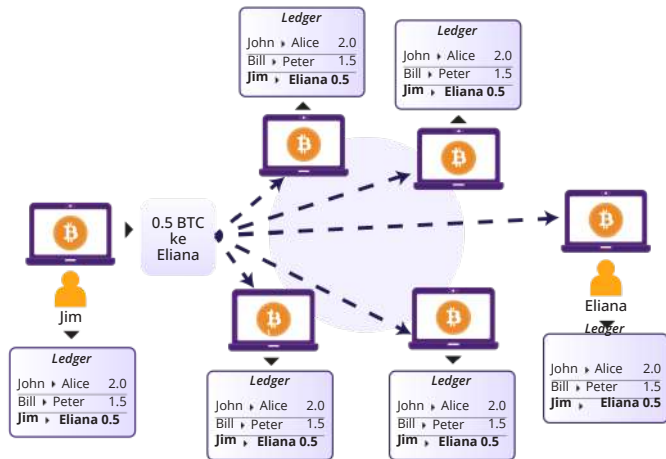 Ledger
John ▸ Alice 2.0
Bill ▸ Peter 1.5
Jim ▸ Eliana 0.5
Ledger
John ▸ Alice 2.0
Bill ▸ Peter 1.5
Jim ▸ Eliana 0.5
0.5 BTC
ke
Eliana
Jim
Eliana
Ledger
John ▸ Alice 2.0
Bill ▸ Peter 1.5
Jim ▸ Eliana 0.5
Ledger
John ▸ Alice 2.0
Bill ▸ Peter 1.5
Jim ▸ Eliana 0.5
Ledger
John ▸ Alice 2.0
Bill ▸ Peter 1.5
Jim ▸ Eliana 0.5
Ledger
John ▸ Alice 2.0
Bill ▸ Peter 1.5
Jim ▸ Eliana 0.5